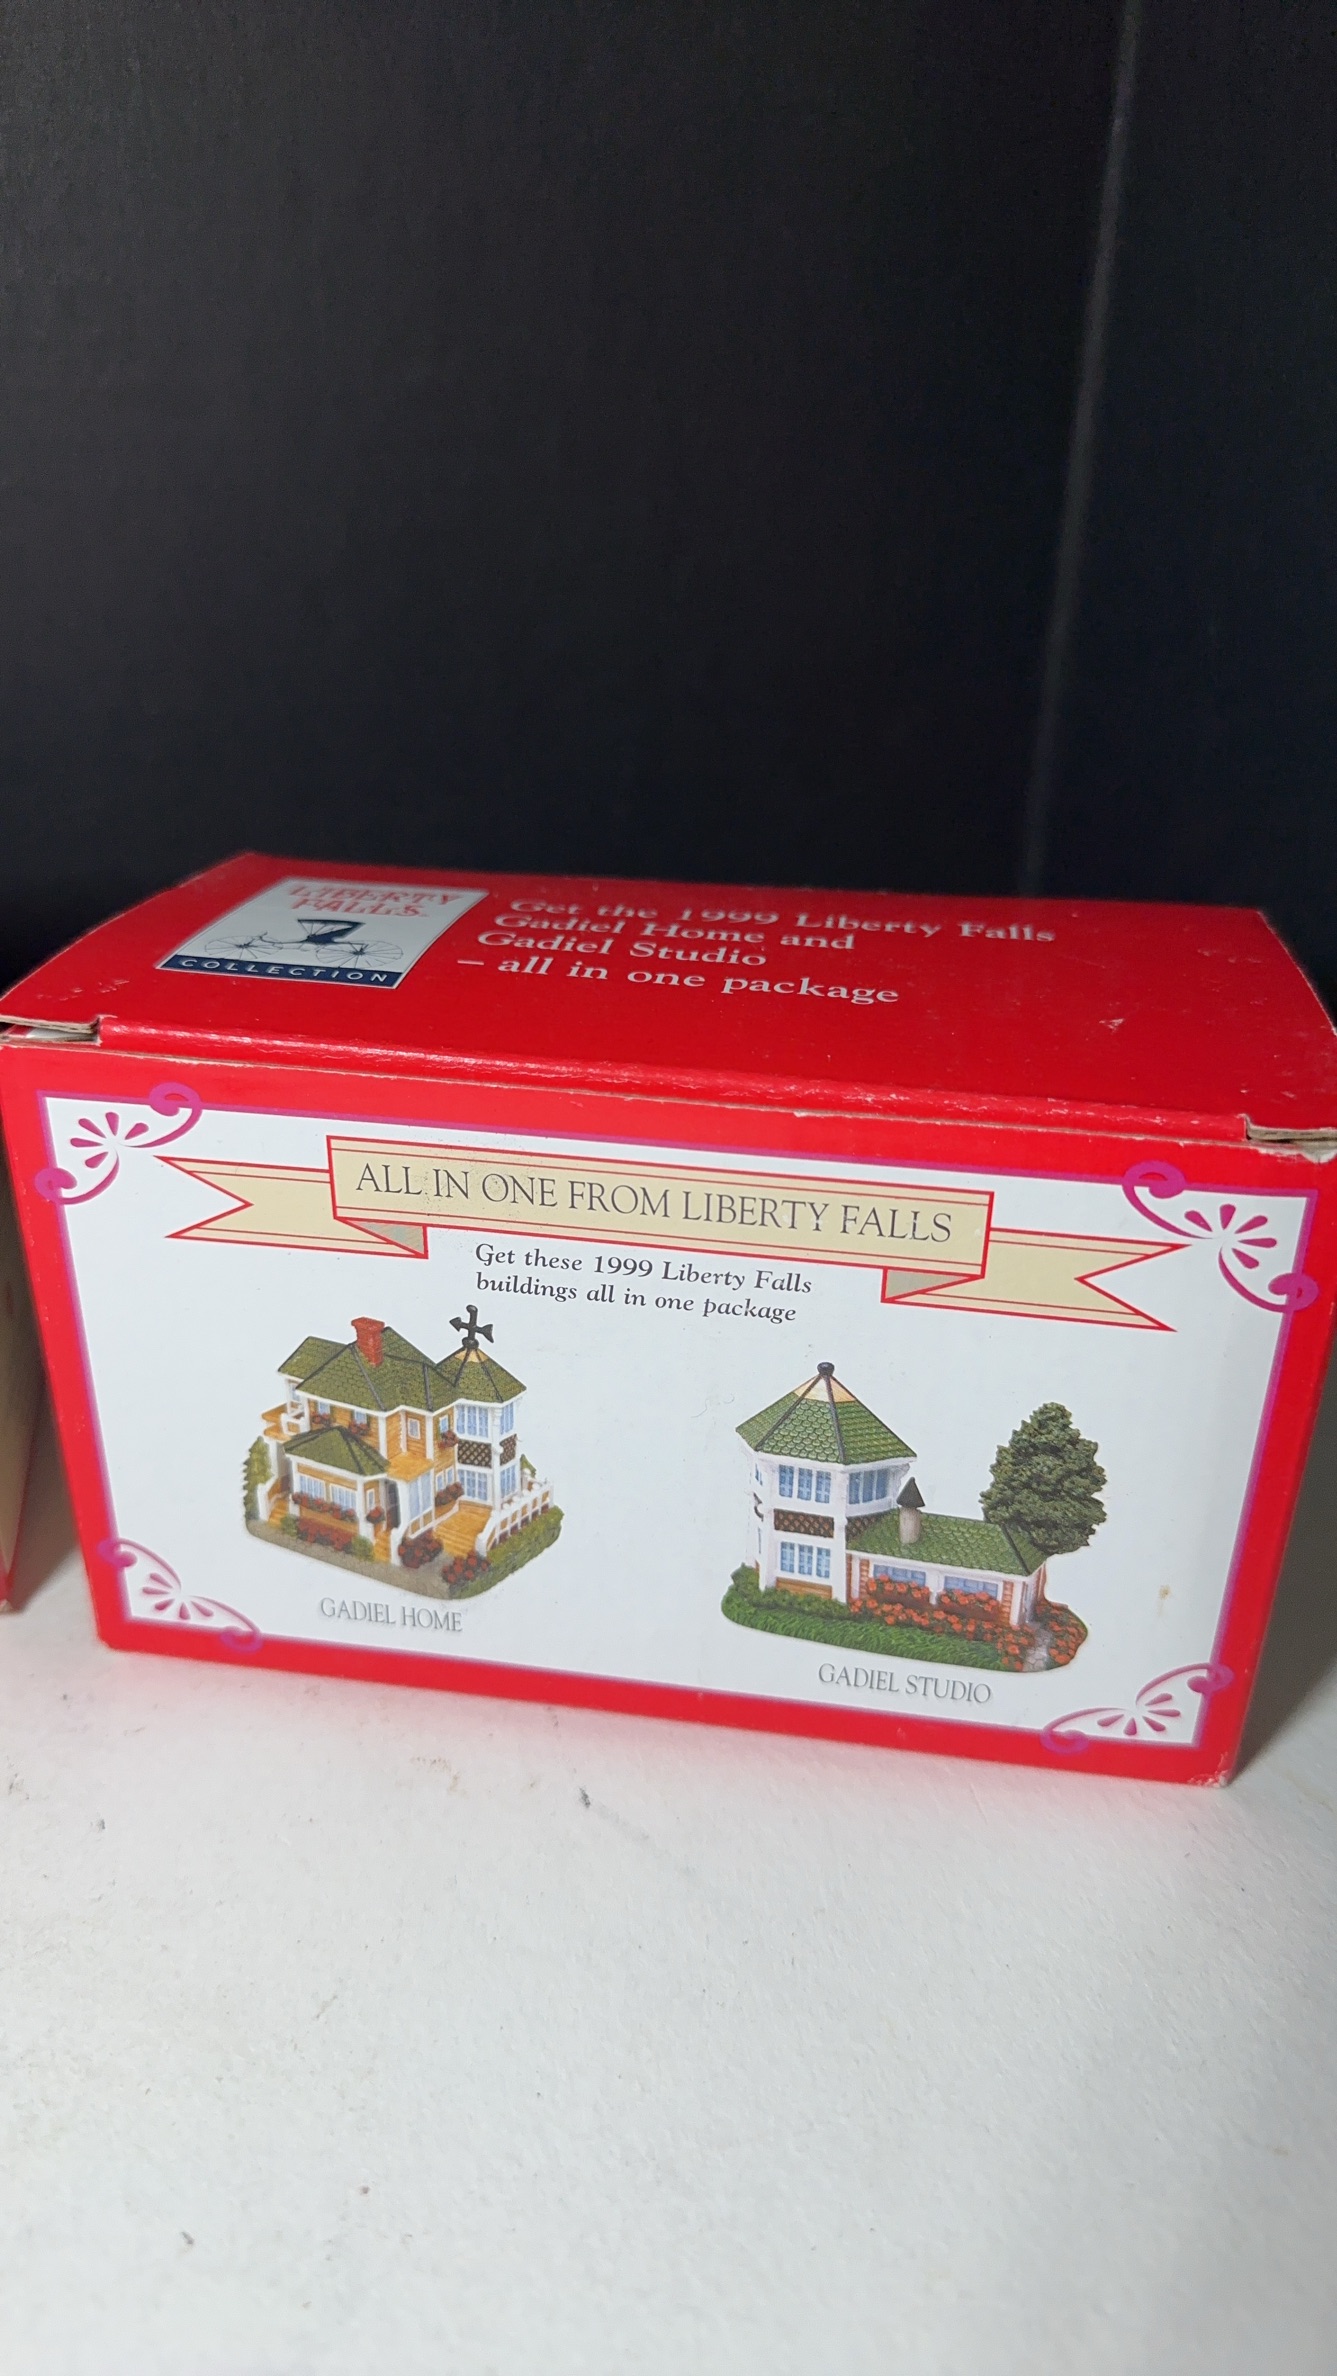 LIBERTY
FALLS
COLLECTION
Get the 1999 Liberty Falls
Gadiel Home and
Gadiel Studio
– all in one package
ALL IN ONE FROM LIBERTY FALLS
Get these 1999 Liberty Falls
buildings all in one package
GADIEL HOME
GADIEL STUDIO